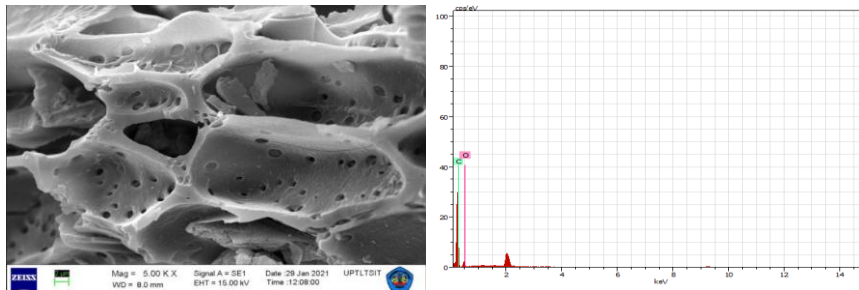 ZEISS
2 µm
Mag = 5.00 K X
WD = 8.0 mm
Signal A = SE1
EHT = 15.00 kV
Date :29 Jan 2021
Time :12:08:00
UPTLTSIT
cps/eV
100
80
60
40
20
0
C
O
2
4
6
8
10
12
14
keV